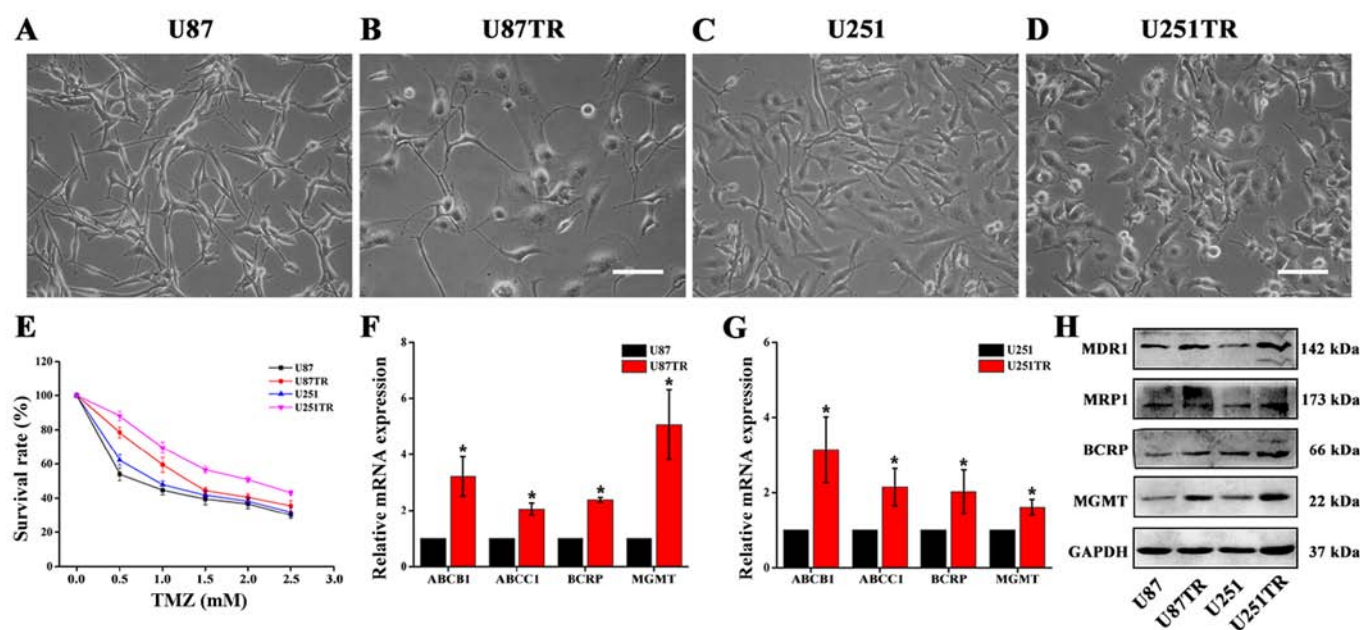 A U87
B U87TR
C U251
D U251TR
E
120
100
80
60
40
20
0
Survival rate (%)
0.0 0.5 1.0 1.5 2.0 2.5 3.0
TMZ (mM)
U87
U87TR
U251
U251TR
F
8
6
4
2
0
Relative mRNA expression
U87
U87TR
* * * *
ABCB1 ABCC1 BCRP MGMT
G
6
4
2
0
Relative mRNA expression
U251
U251TR
* * * *
ABCB1 ABCC1 BCRP MGMT
H
MDR1 142 kDa
MRP1 173 kDa
BCRP 66 kDa
MGMT 22 kDa
GAPDH 37 kDa
U87 U87TR U251 U251TR